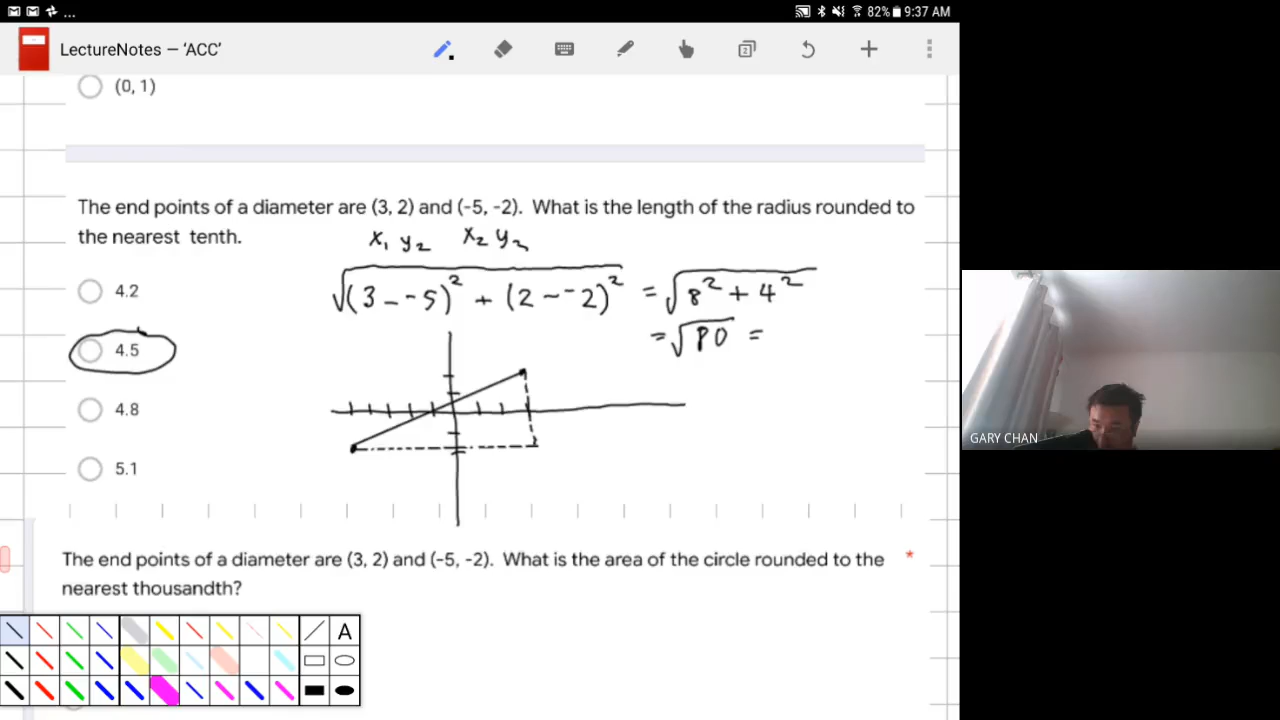 82% 9:37 AM
LectureNotes — ‘ACC’
2
(0, 1)
The end points of a diameter are (3, 2) and (-5, -2). What is the length of the radius rounded to
the nearest tenth.
x₁ y₂ x₂ y₂
4.2
√(3 - -5)² + (2 - -2)² = √8² + 4²
= √80 =
4.5
4.8
5.1
The end points of a diameter are (3, 2) and (-5, -2). What is the area of the circle rounded to the *
nearest thousandth?
A
GARY CHAN